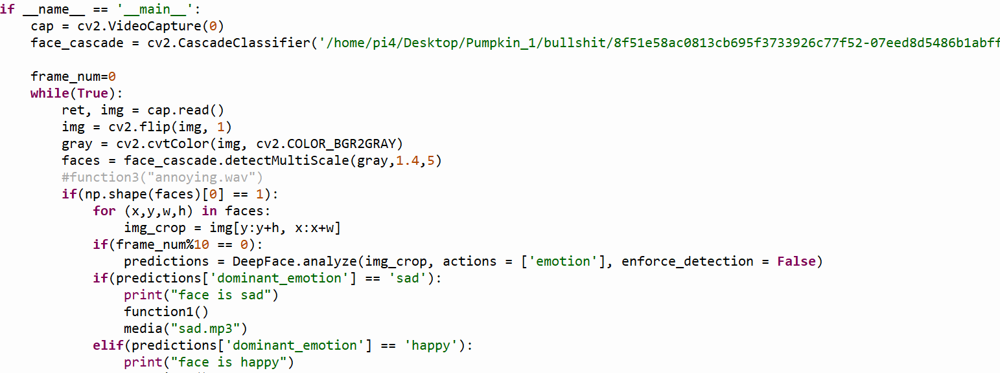 if __name__ == '__main__':
    cap = cv2.VideoCapture(0)
    face_cascade = cv2.CascadeClassifier('/home/pi4/Desktop/Pumpkin_1/bullshit/8f51e58ac0813cb695f3733926c77f52-07eed8d5486b1abff
    frame_num=0
    while(True):
        ret, img = cap.read()
        img = cv2.flip(img, 1)
        gray = cv2.cvtColor(img, cv2.COLOR_BGR2GRAY)
        faces = face_cascade.detectMultiScale(gray,1.4,5)
        #function3("annoying.wav")
        if(np.shape(faces)[0] == 1):
            for (x,y,w,h) in faces:
                img_crop = img[y:y+h, x:x+w]
            if(frame_num%10 == 0):
                predictions = DeepFace.analyze(img_crop, actions = ['emotion'], enforce_detection = False)
            if(predictions['dominant_emotion'] == 'sad'):
                print("face is sad")
                function1()
                media("sad.mp3")
            elif(predictions['dominant_emotion'] == 'happy'):
                print("face is happy")